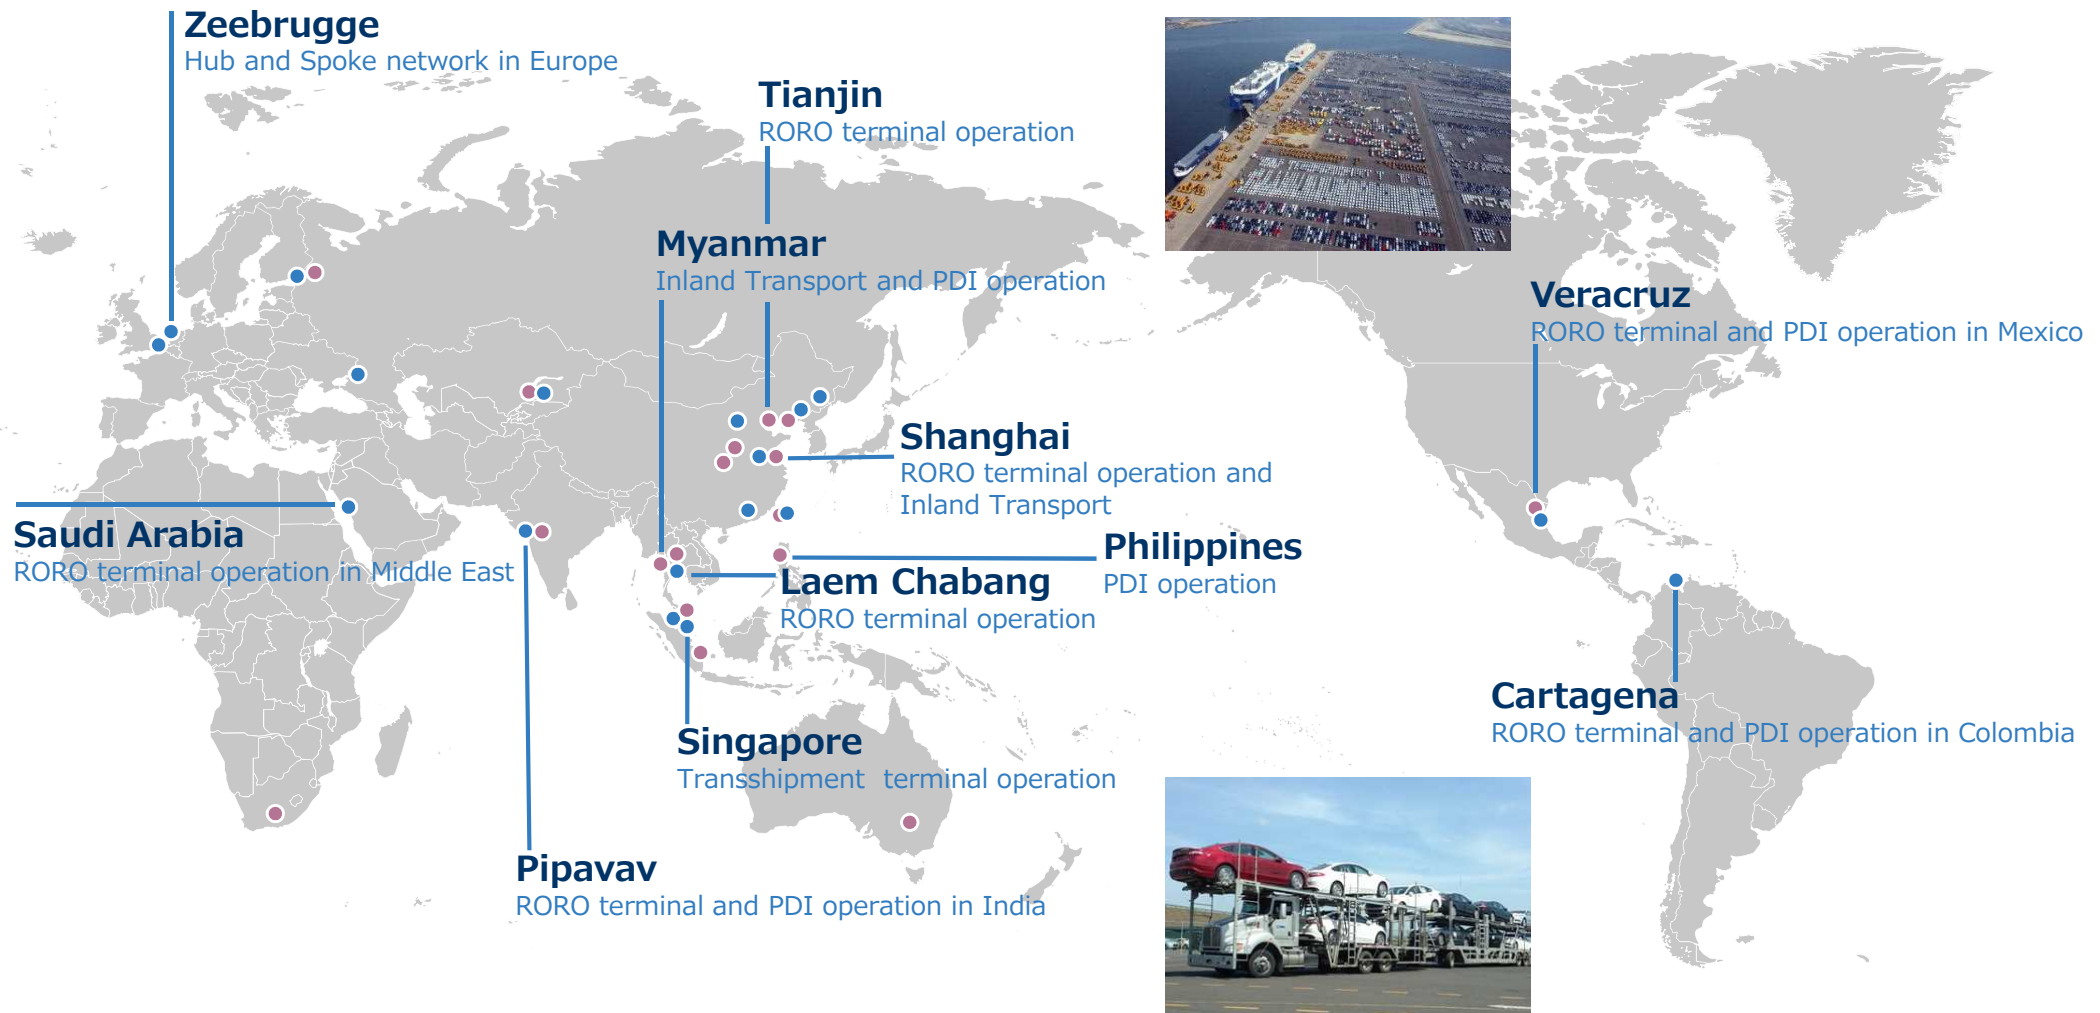 Zeebrugge
Hub and Spoke network in Europe
Tianjin
RORO terminal operation
Myanmar
Inland Transport and PDI operation
Veracruz
RORO terminal and PDI operation in Mexico
Shanghai
RORO terminal operation and
Inland Transport
Saudi Arabia
RORO terminal operation in Middle East
Philippines
PDI operation
Laem Chabang
RORO terminal operation
Cartagena
RORO terminal and PDI operation in Colombia
Singapore
Transshipment  terminal operation
Pipavav
RORO terminal and PDI operation in India